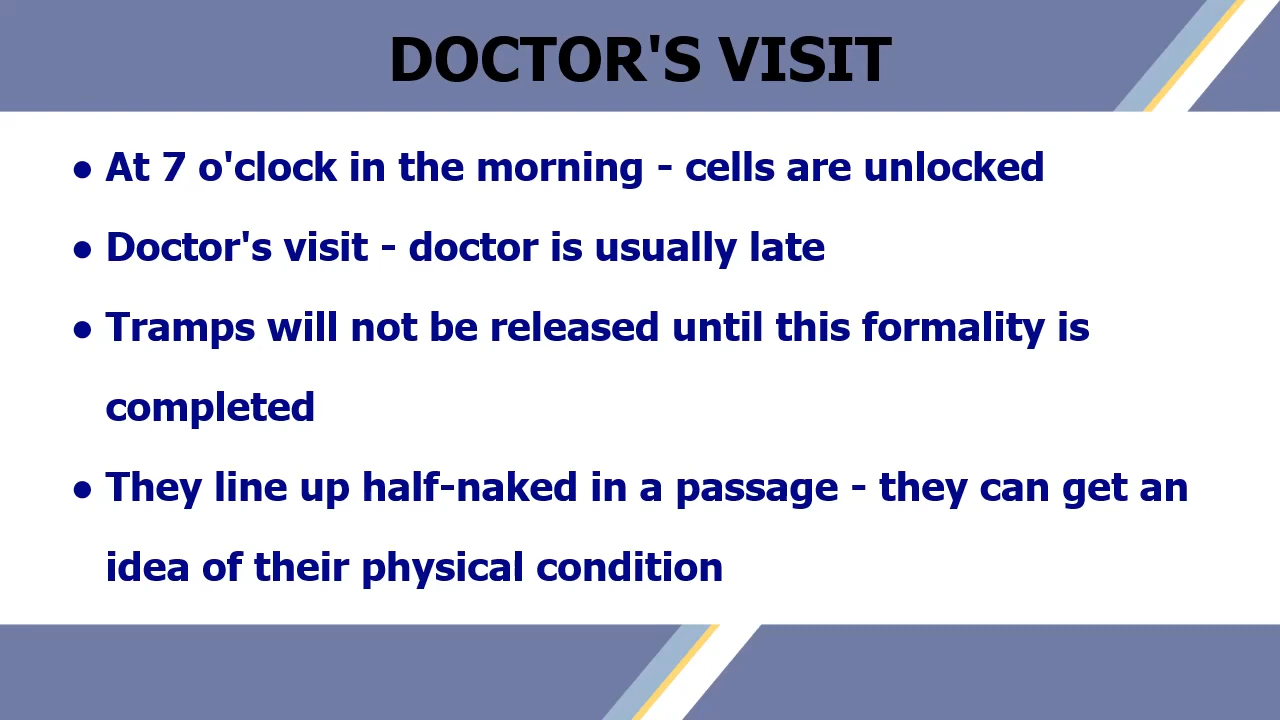 DOCTOR'S VISIT
● At 7 o'clock in the morning - cells are unlocked
● Doctor's visit - doctor is usually late
● Tramps will not be released until this formality is
completed
● They line up half-naked in a passage - they can get an
idea of their physical condition